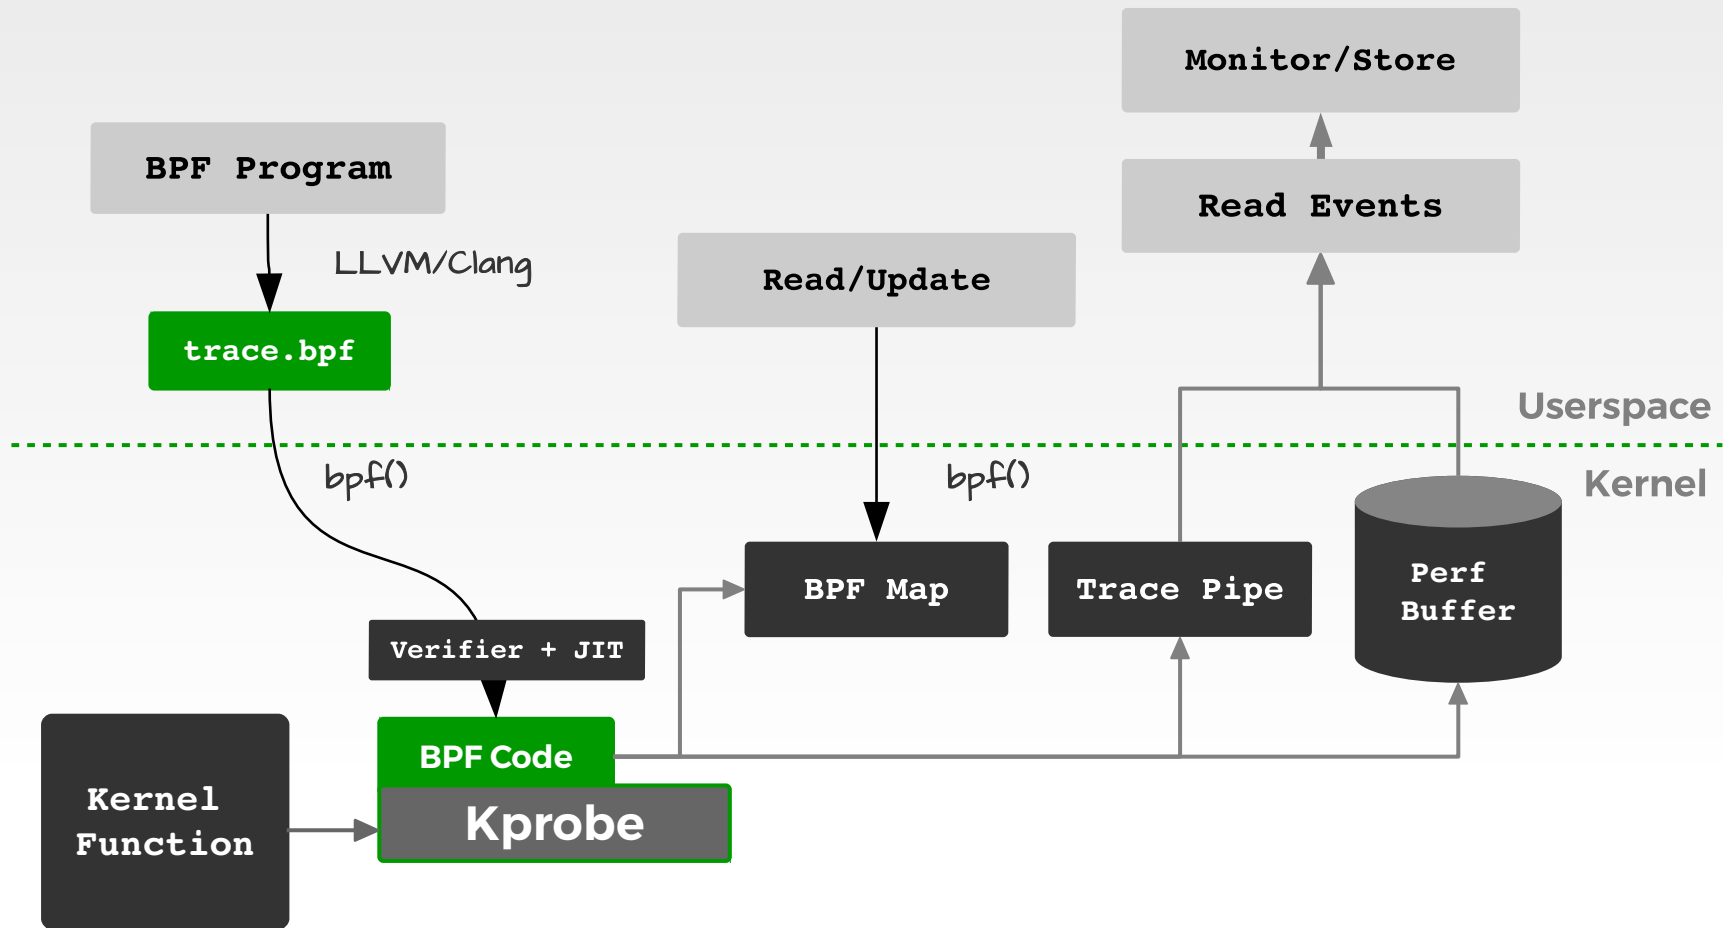 Monitor/Store
BPF Program
Read Events
LLVM/Clang
Read/Update
trace.bpf
Userspace
bpf()
bpf()
Kernel
BPF Map
Trace Pipe
Perf
Buffer
Verifier + JIT
BPF Code
Kernel
Function
Kprobe